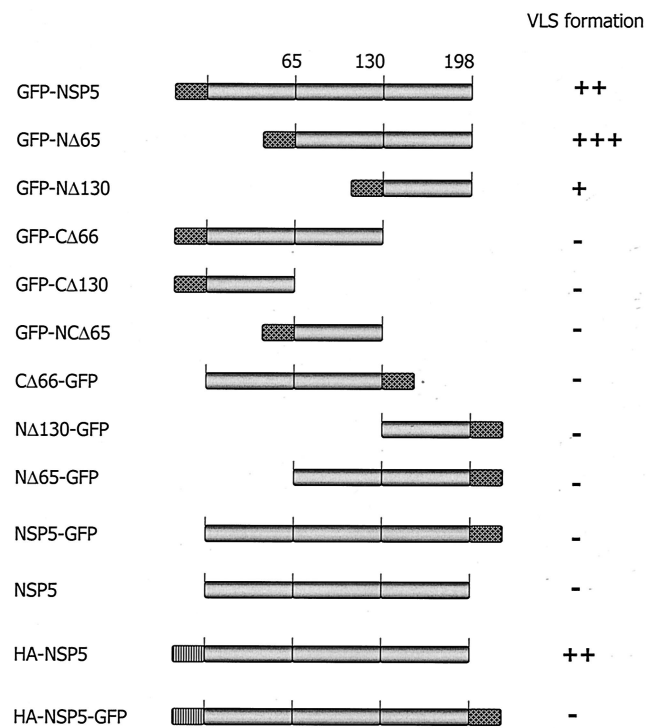 VLS formation
65 130 198
GFP-NSP5 ++
GFP-NΔ65 +++
GFP-NΔ130 +
GFP-CΔ66 -
GFP-CΔ130 -
GFP-NCΔ65 -
CΔ66-GFP -
NΔ130-GFP -
NΔ65-GFP -
NSP5-GFP -
NSP5 -
HA-NSP5 ++
HA-NSP5-GFP -